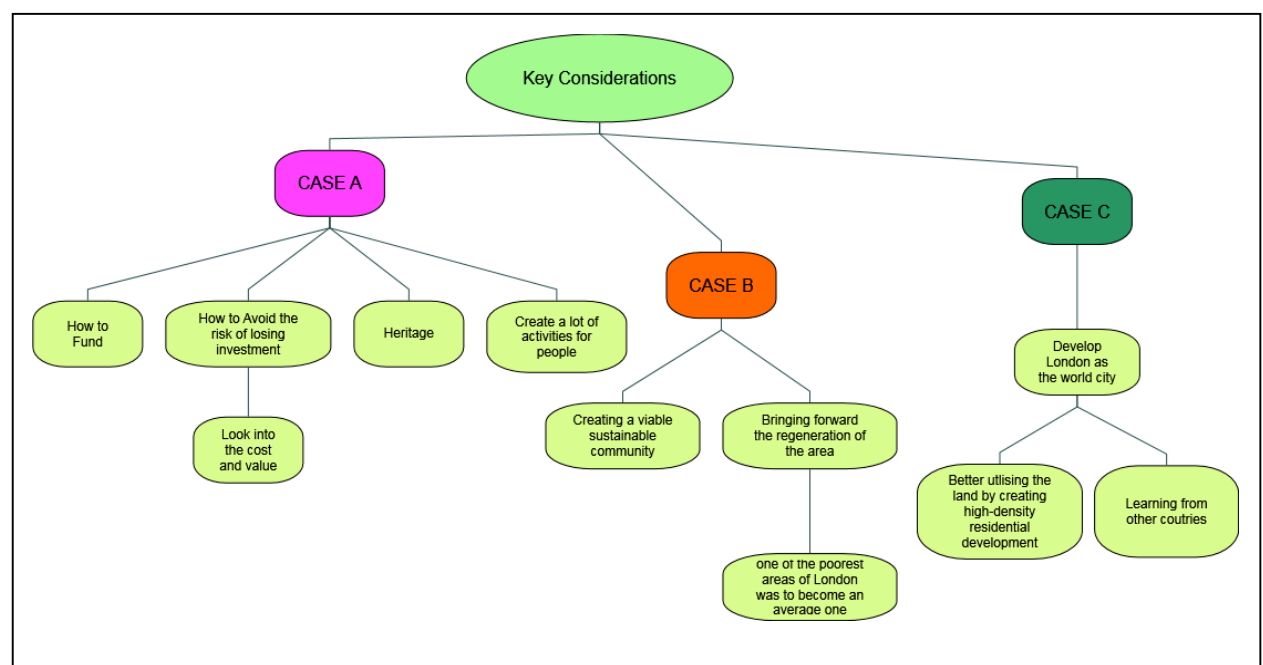 Key Considerations
CASE A
CASE C
CASE B
How to
Fund
How to Avoid the
risk of losing
investment
Heritage
Create a lot of
activities for
people
Develop
London as
the world city
Look into
the cost
and value
Creating a viable
sustainable
community
Bringing forward
the regeneration of
the area
Better utlising the
land by creating
high-density
residential
development
Learning from
other coutries
one of the poorest
areas of London
was to become an
average one